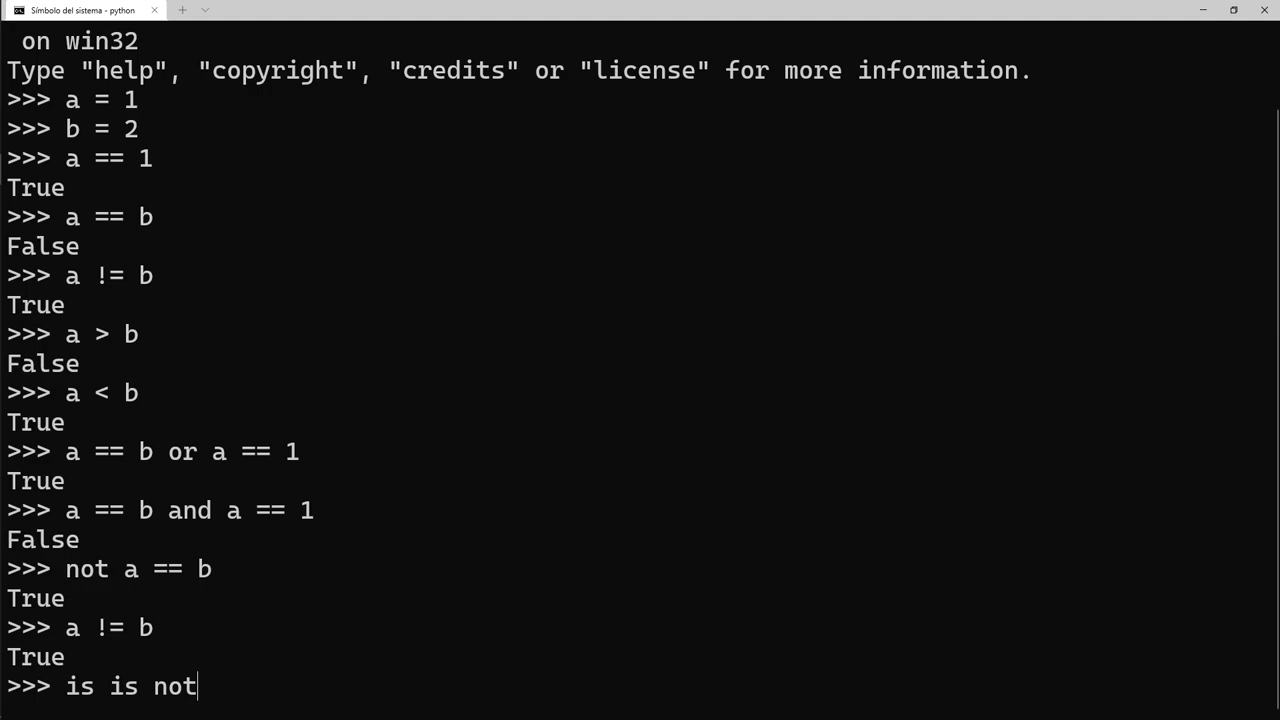 Símbolo del sistema - python
on win32
Type "help", "copyright", "credits" or "license" for more information.
>>> a = 1
>>> b = 2
>>> a == 1
True
>>> a == b
False
>>> a != b
True
>>> a > b
False
>>> a < b
True
>>> a == b or a == 1
True
>>> a == b and a == 1
False
>>> not a == b
True
>>> a != b
True
>>> is is not